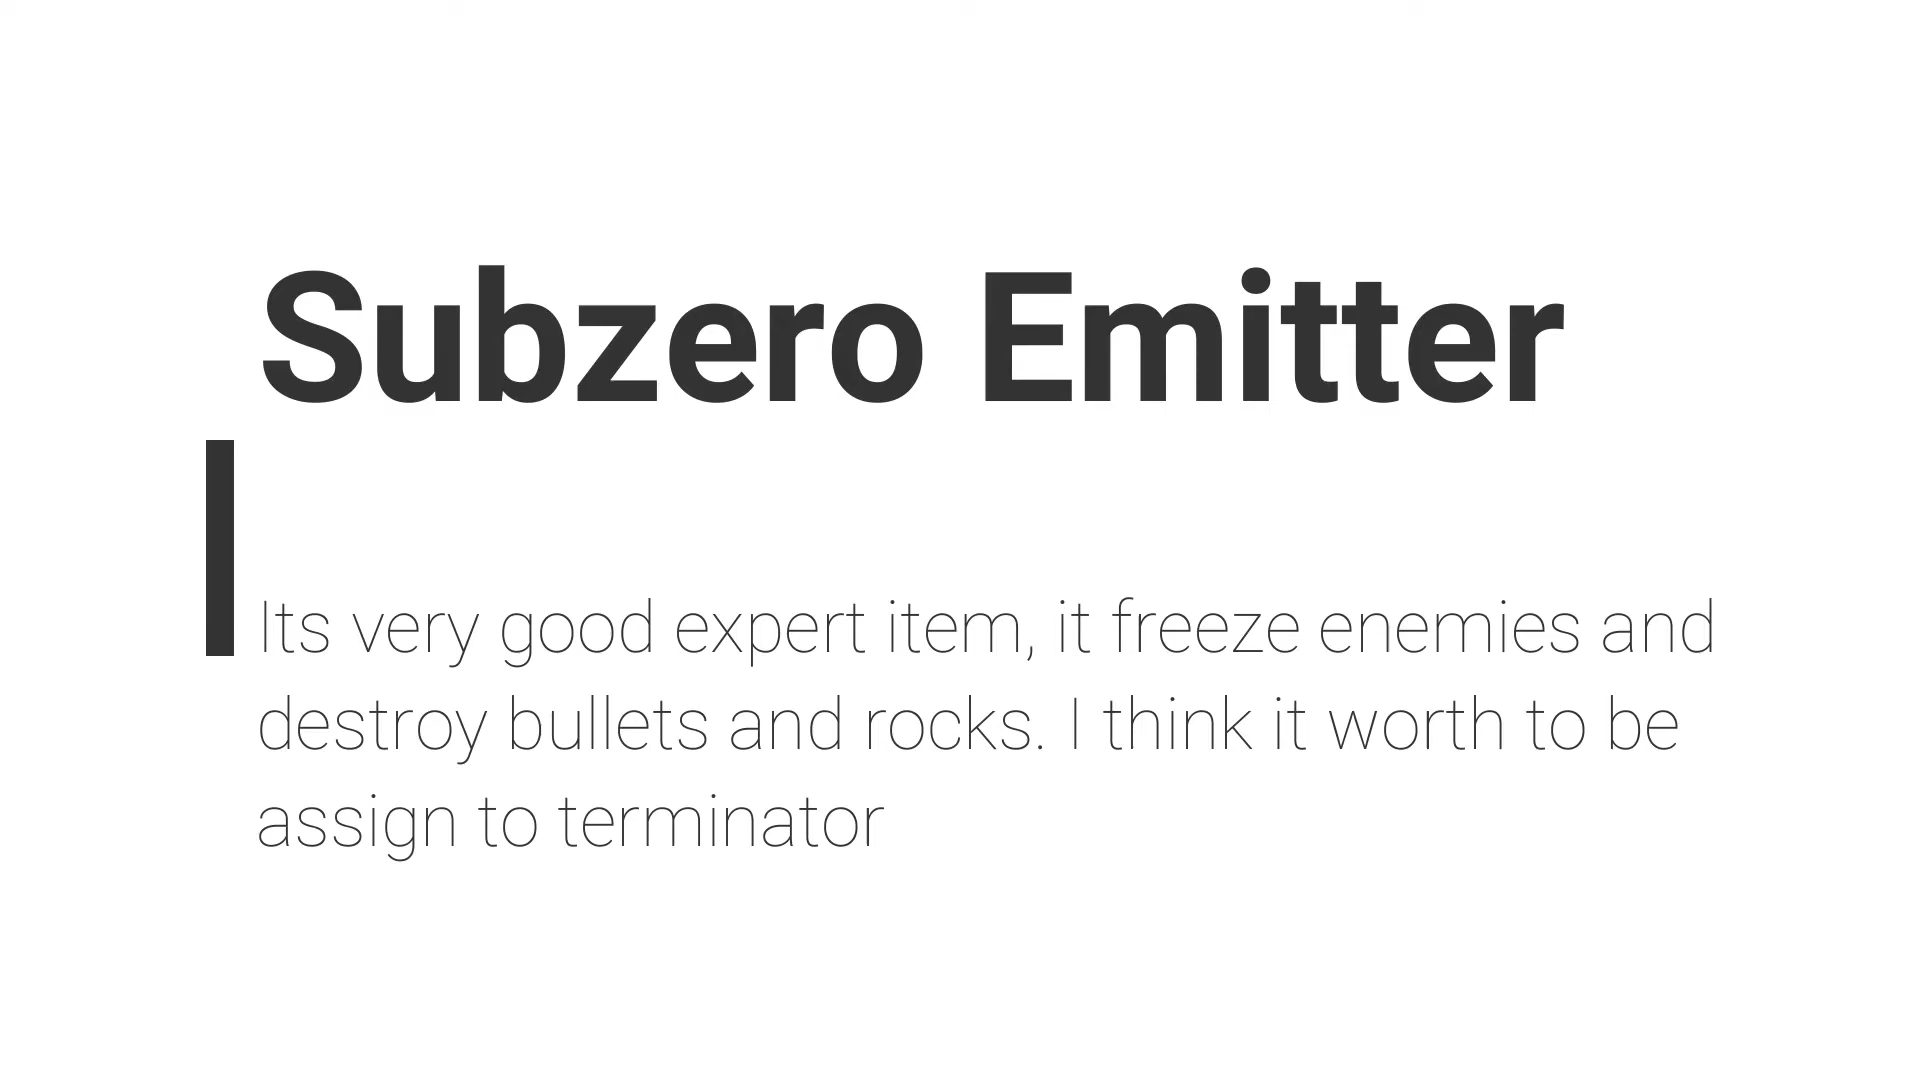 Subzero Emitter
Its very good expert item, it freeze enemies and
destroy bullets and rocks. I think it worth to be
assign to terminator